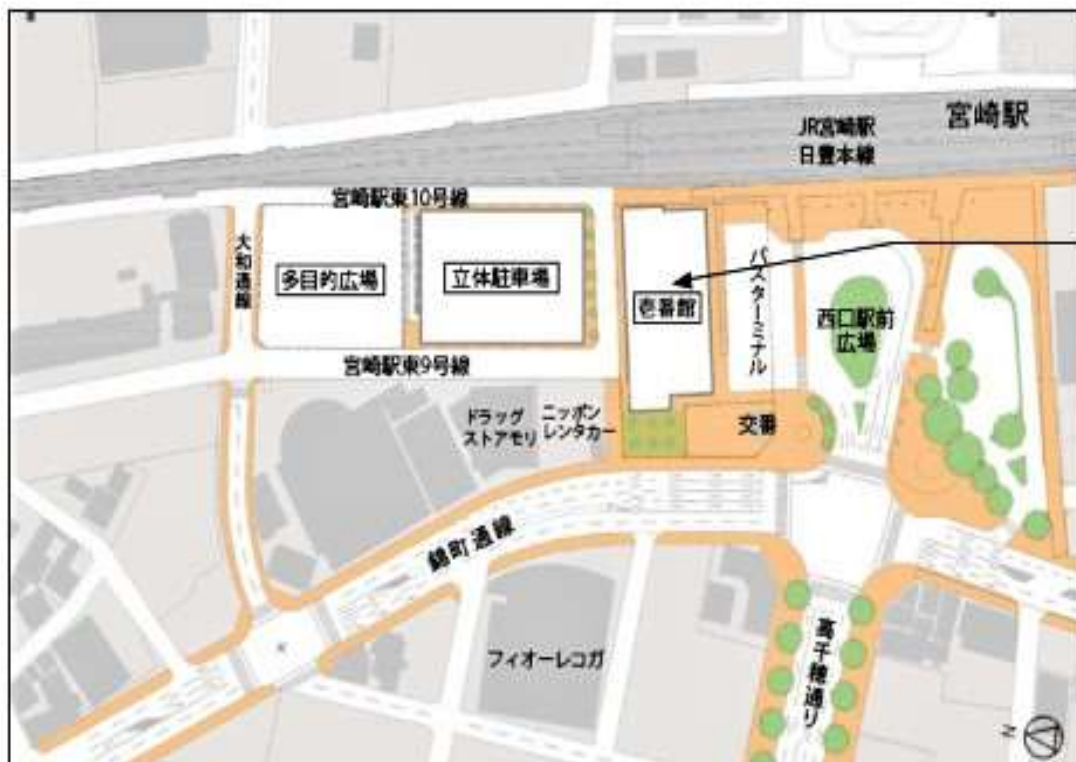 宮崎駅
JR宮崎駅
日豊本線
宮崎駅東10号線
大和通線
多目的広場
立体駐車場
壱番館
バスターミナル
西口駅前
広場
宮崎駅東9号線
ドラッグ
ストアモリ
ニッポン
レンタカー
交番
錦町通線
フィオーレコガ
高千穂通り
N